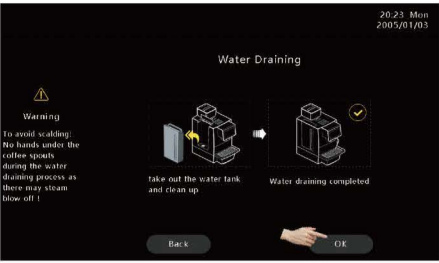 20:23 Mon
2005/01/03
Water Draining
Warning
To avoid scalding:
No hands under the
coffee spouts
during the water
draining process as
there may steam
blow off !
take out the water tank
and clean up
Water draining completed
Back
OK